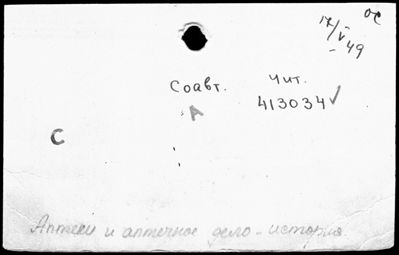 ос
17/V-49
Соавт. Чит.
А 413034 ✓
С
Аптеки и аптечное дело - история